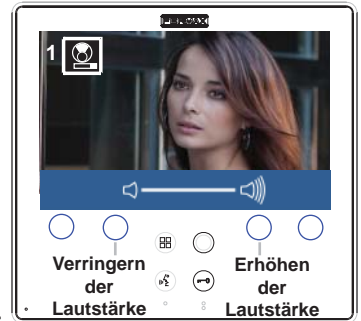 FERMAX
1
Verringern
der
Lautstärke
Erhöhen
der
Lautstärke